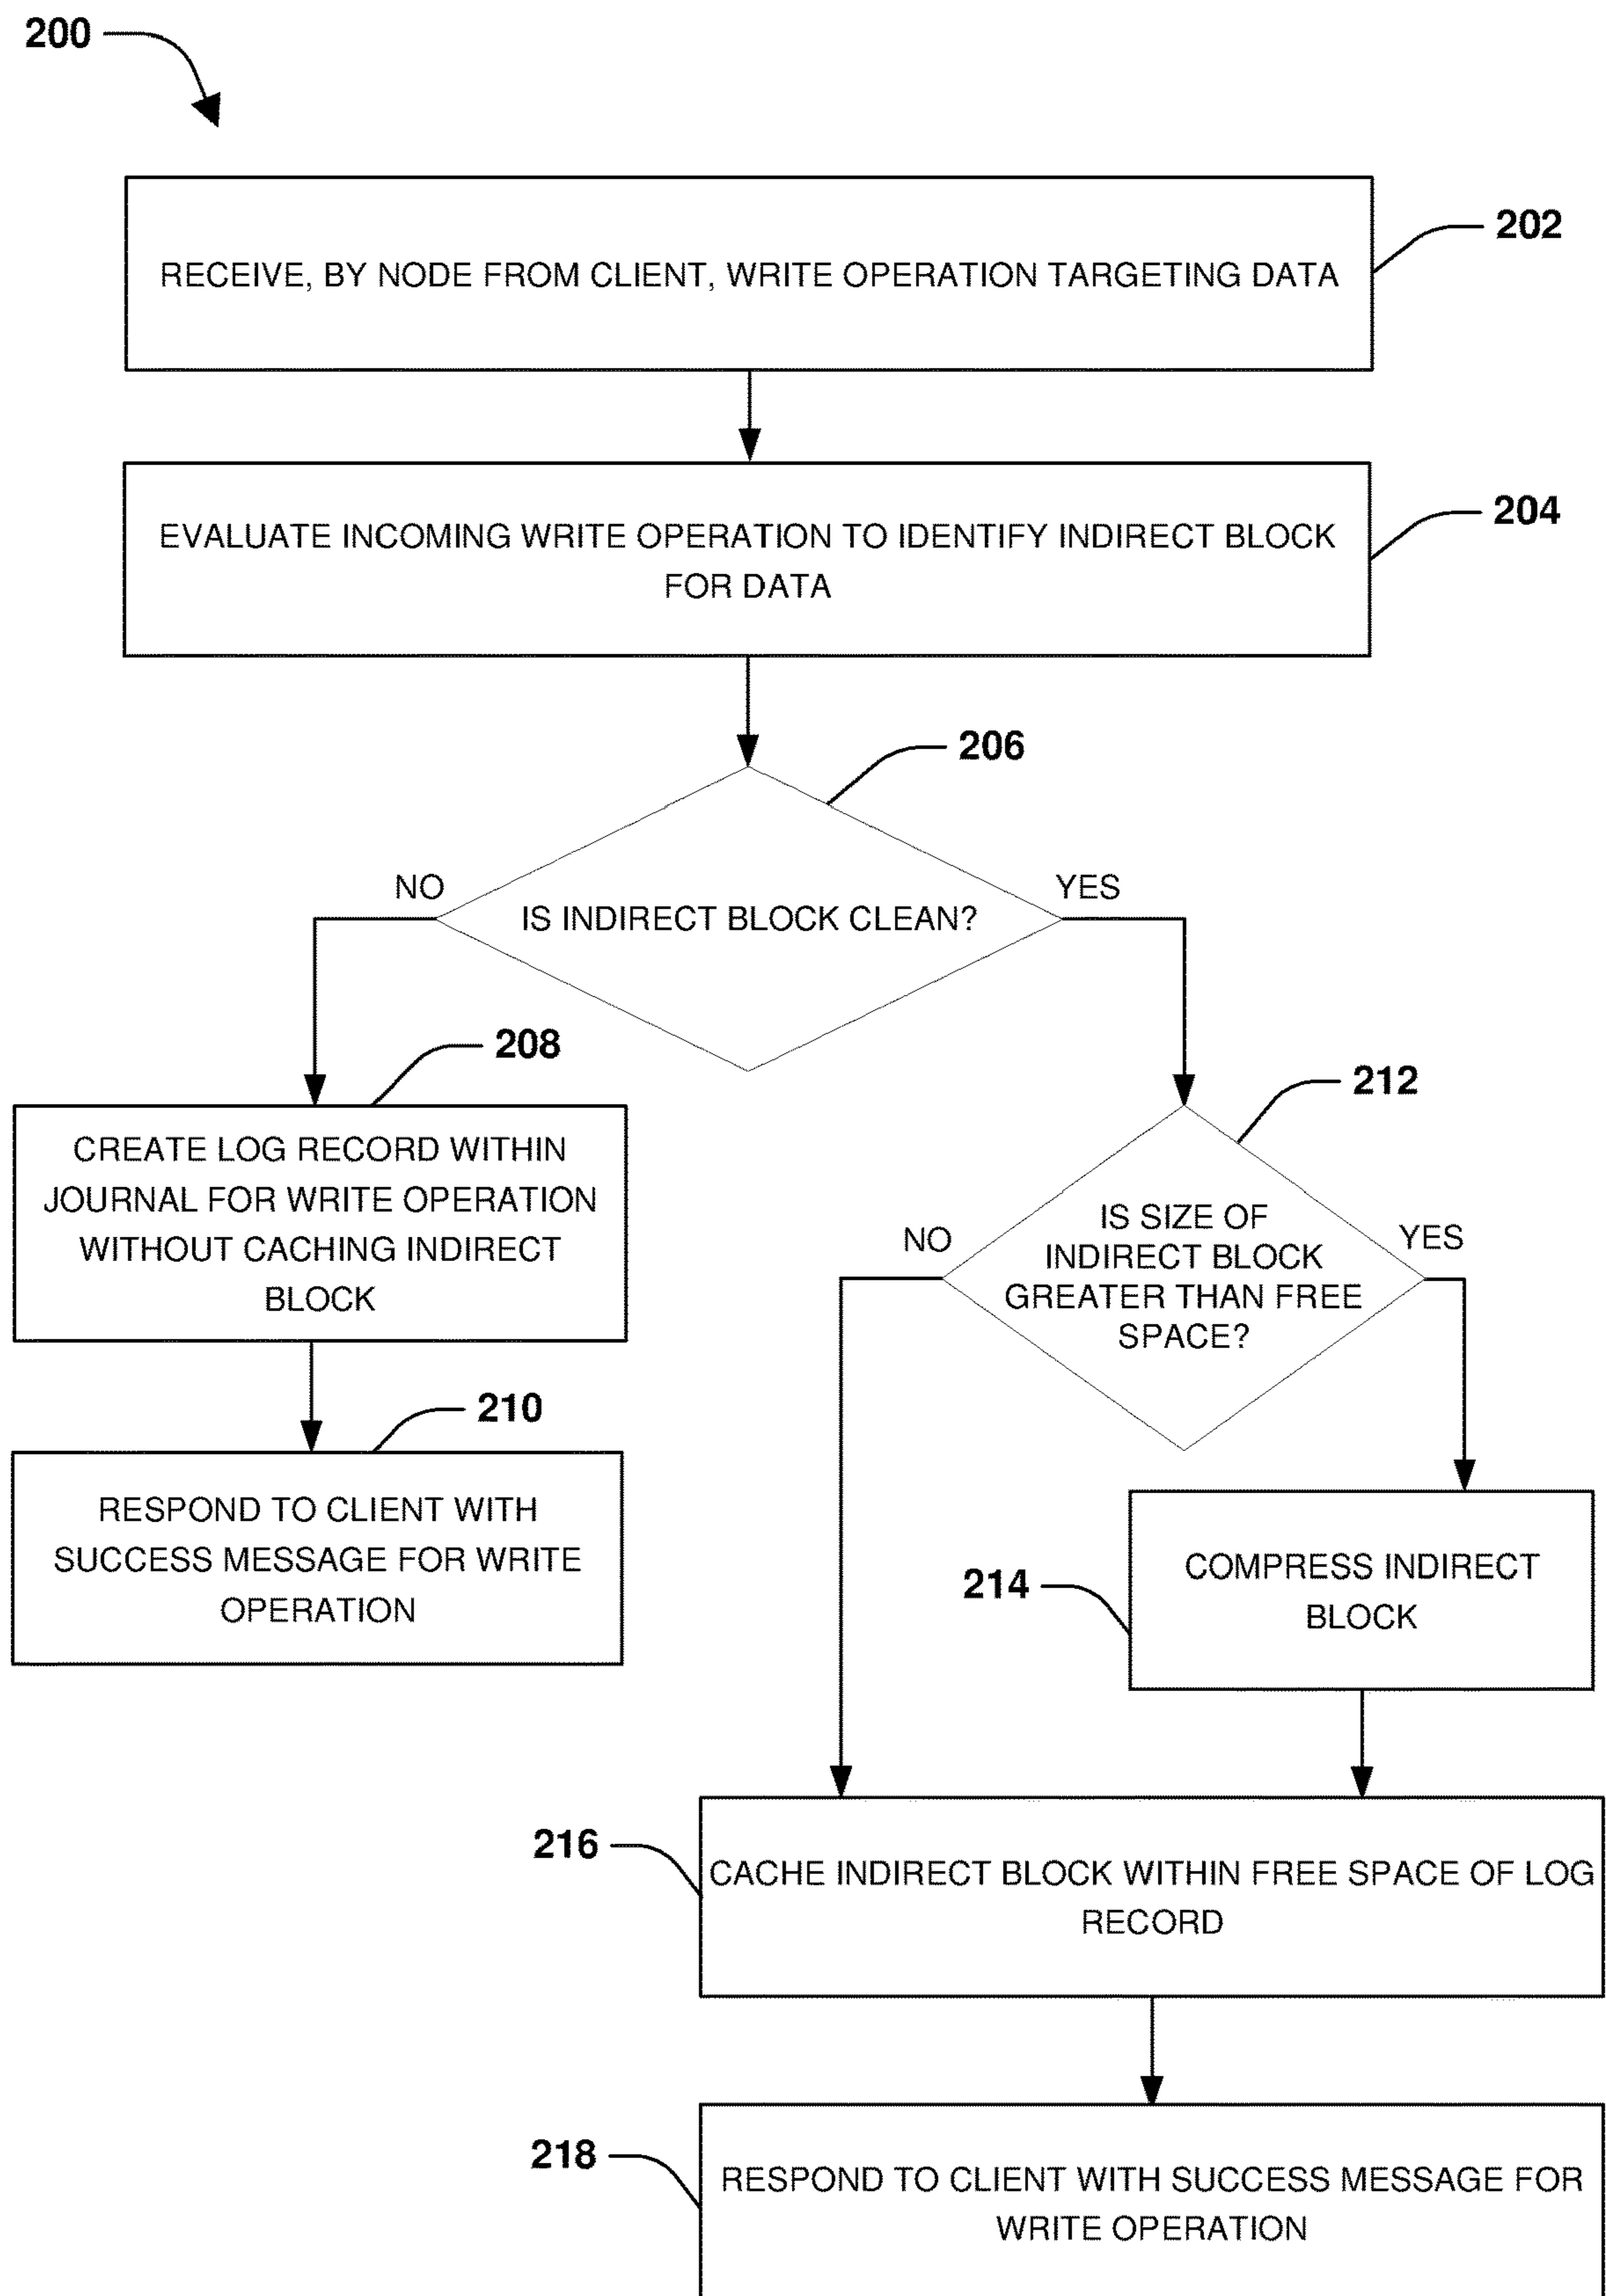 200
202
RECEIVE, BY NODE FROM CLIENT, WRITE OPERATION TARGETING DATA
204
EVALUATE INCOMING WRITE OPERATION TO IDENTIFY INDIRECT BLOCK
FOR DATA
206
NO
YES
IS INDIRECT BLOCK CLEAN?
208
CREATE LOG RECORD WITHIN
JOURNAL FOR WRITE OPERATION
WITHOUT CACHING INDIRECT
BLOCK
210
RESPOND TO CLIENT WITH
SUCCESS MESSAGE FOR WRITE
OPERATION
212
NO
YES
IS SIZE OF
INDIRECT BLOCK
GREATER THAN FREE
SPACE?
214
COMPRESS INDIRECT
BLOCK
216
CACHE INDIRECT BLOCK WITHIN FREE SPACE OF LOG
RECORD
218
RESPOND TO CLIENT WITH SUCCESS MESSAGE FOR
WRITE OPERATION